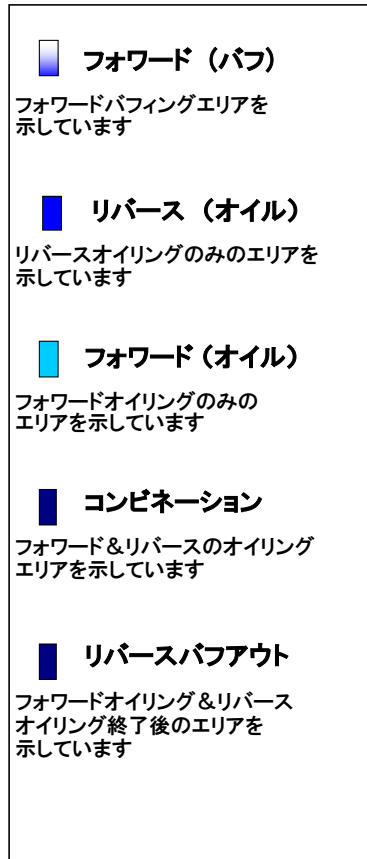 フォワード（バフ）
フォワードバフィングエリアを
示しています
リバース（オイル）
リバースオイリングのみのエリアを
示しています
フォワード（オイル）
フォワードオイリングのみの
エリアを示しています
コンビネーション
フォワード＆リバースのオイリング
エリアを示しています
リバースバフアウト
フォワードオイリング＆リバース
オイリング終了後のエリアを
示しています